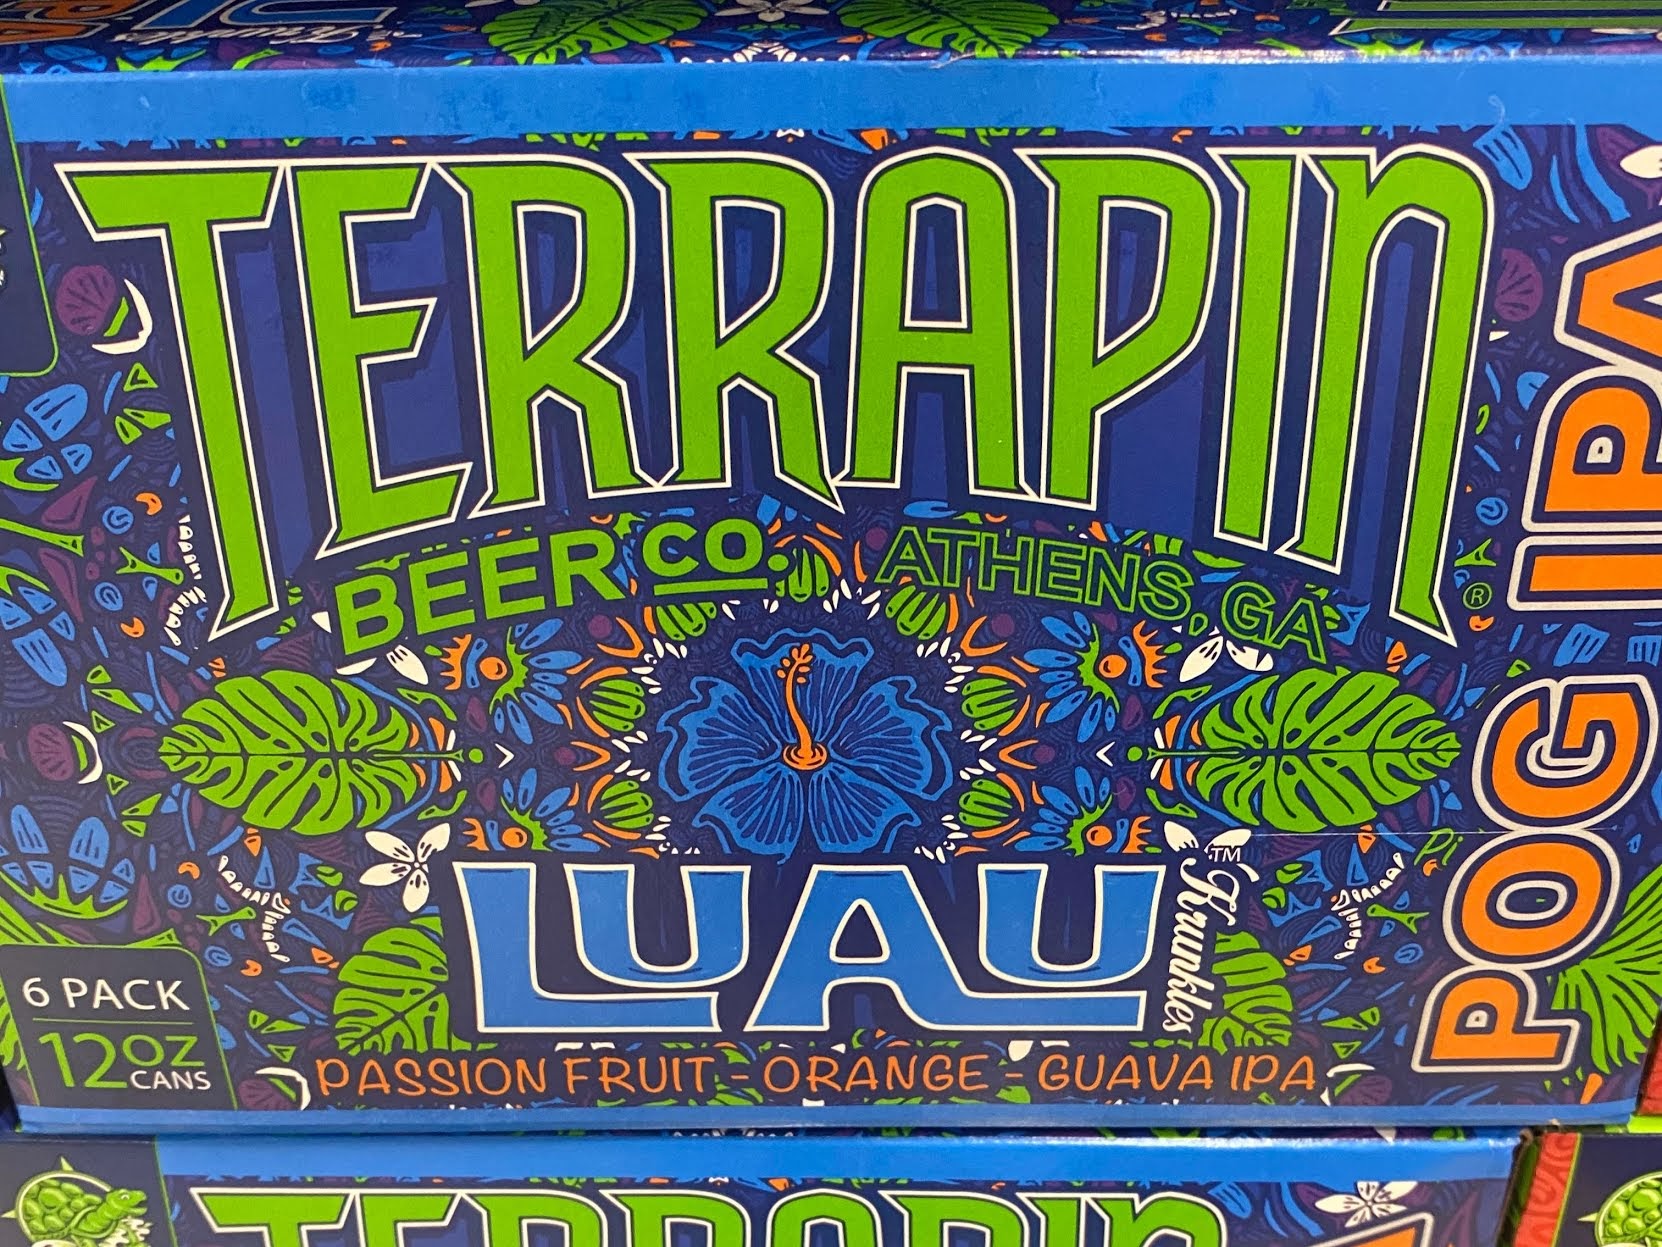 TERRAPIN ®
BEER CO. ATHENS, GA
LUAU ™
Krunkles
PASSION FRUIT - ORANGE - GUAVA IPA
6 PACK
12 OZ
CANS
POG IPA
TERRAPIN